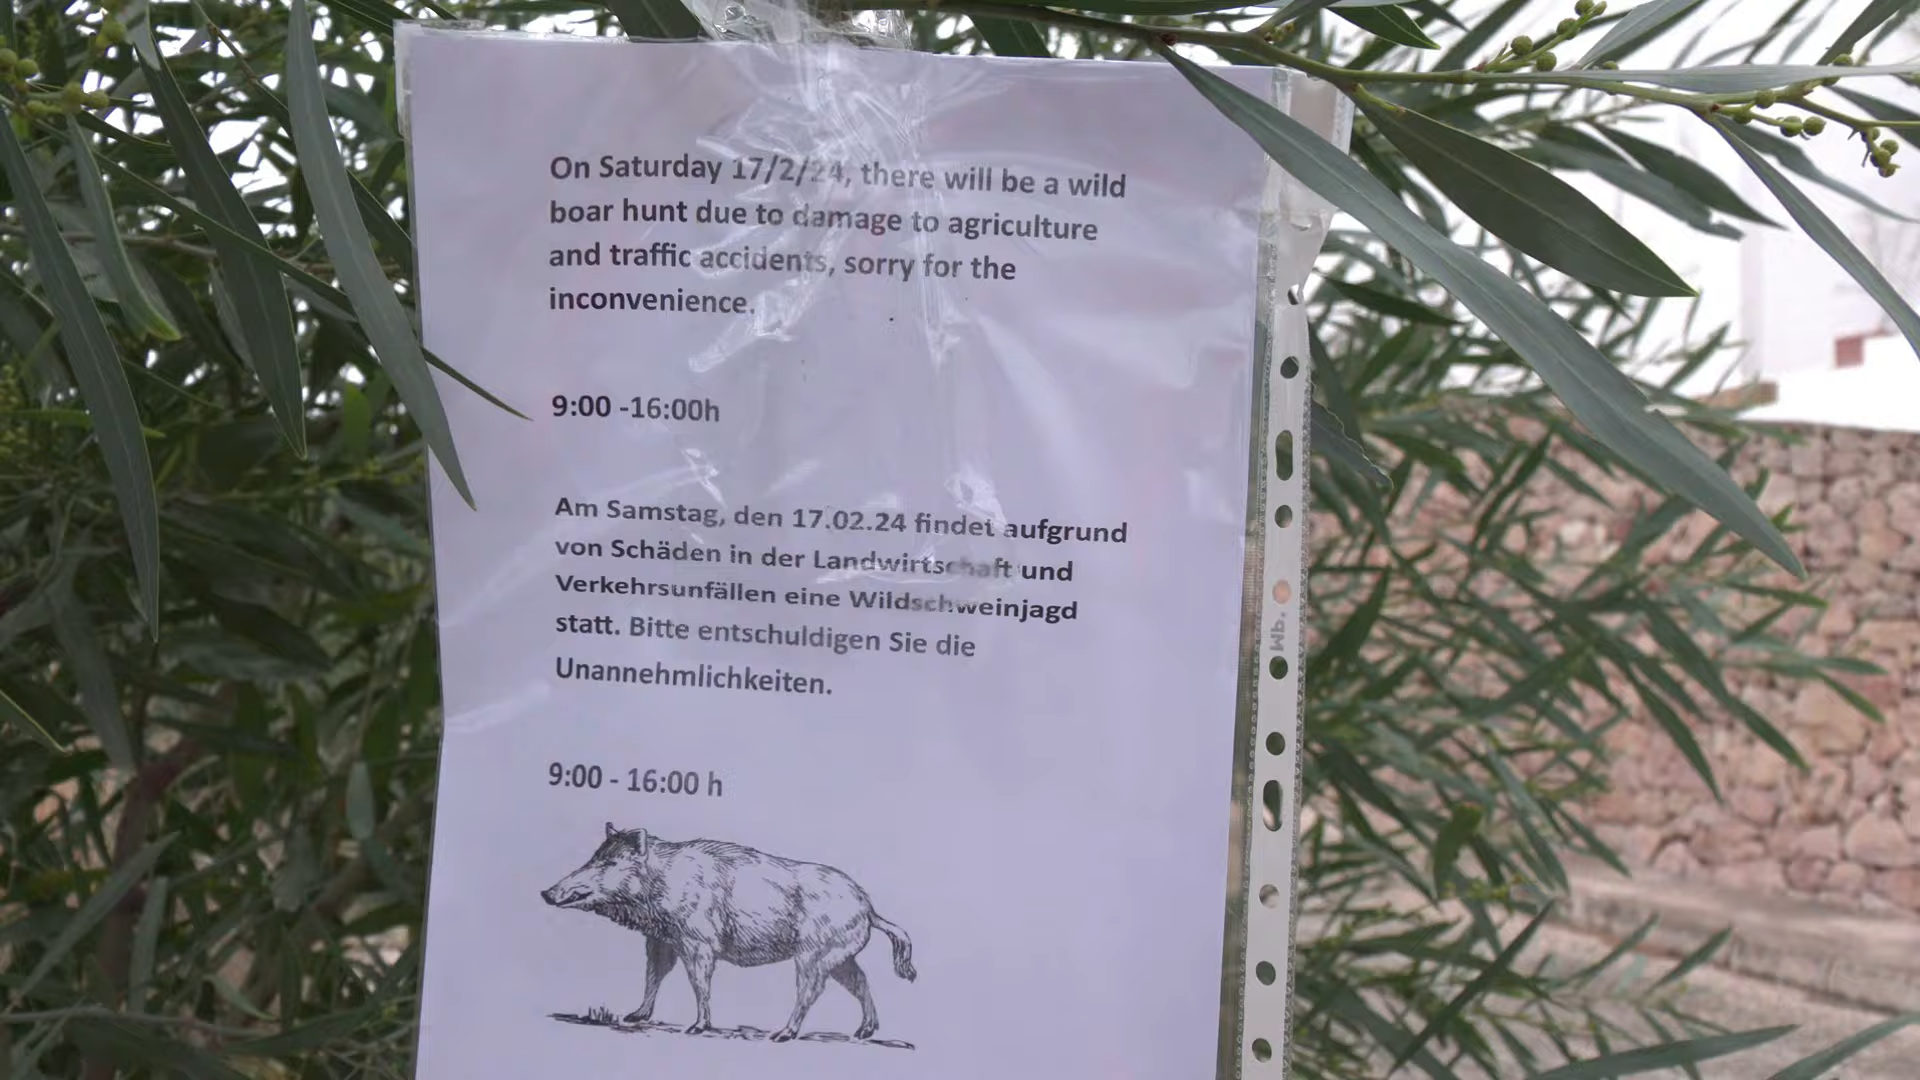 On Saturday 17/2/24, there will be a wild
boar hunt due to damage to agriculture
and traffic accidents, sorry for the
inconvenience.
9:00 -16:00h
Am Samstag, den 17.02.24 findet aufgrund
von Schäden in der Landwirtschaft und
Verkehrsunfällen eine Wildschweinjagd
statt. Bitte entschuldigen Sie die
Unannehmlichkeiten.
9:00 - 16:00 h